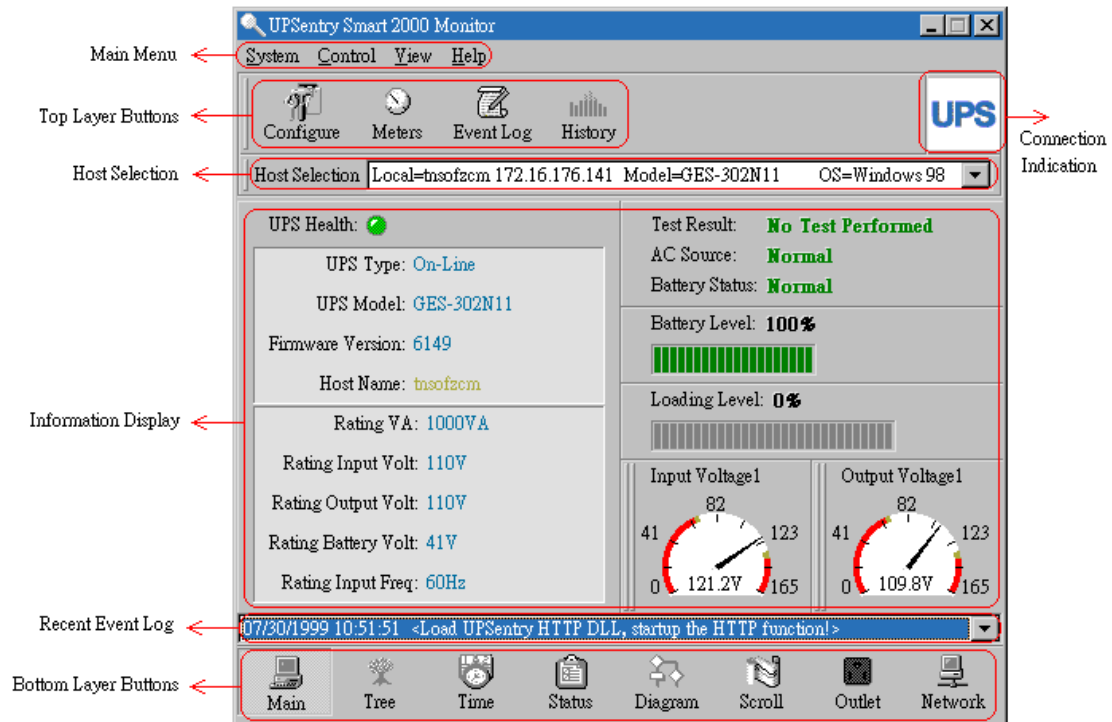 UPSentry Smart 2000 Monitor
Main Menu
System Control View Help
Top Layer Buttons
Configure Meters Event Log History
UPS
Connection Indication
Host Selection
Host Selection Local=tnsofzcm 172.16.176.141 Model=GES-302N11 OS=Windows 98
Information Display
UPS Health:
UPS Type: On-Line
UPS Model: GES-302N11
Firmware Version: 6149
Host Name: tnsofzcm
Rating VA: 1000VA
Rating Input Volt: 110V
Rating Output Volt: 110V
Rating Battery Volt: 41V
Rating Input Freq: 60Hz
Test Result: No Test Performed
AC Source: Normal
Battery Status: Normal
Battery Level: 100%
Loading Level: 0%
Input Voltage1
82
41 123
0 121.2V 165
Output Voltage1
82
41 123
0 109.8V 165
Recent Event Log
07/30/1999 10:51:51 <Load UPSentry HTTP DLL, startup the HTTP function!>
Bottom Layer Buttons
Main Tree Time Status Diagram Scroll Outlet Network